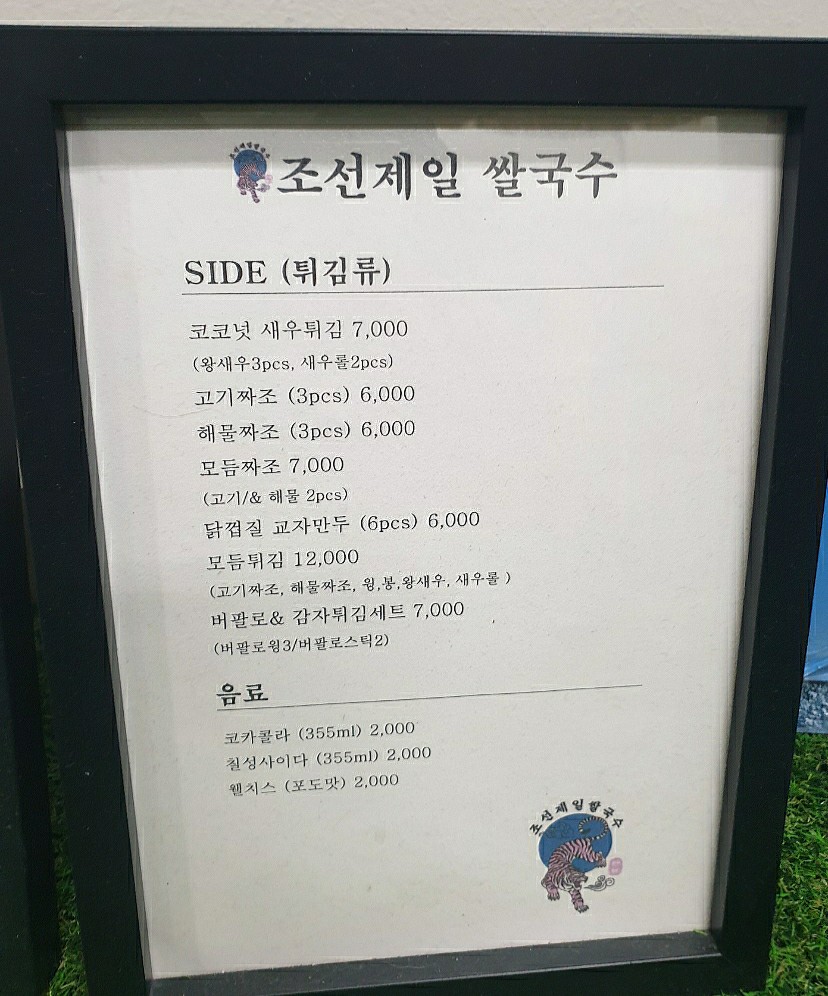 조선제일 쌀국수
SIDE (튀김류)
코코넛 새우튀김 7,000
(왕새우3pcs, 새우롤2pcs)
고기짜조 (3pcs) 6,000
해물짜조 (3pcs) 6,000
모듬짜조 7,000
(고기/& 해물 2pcs)
닭껍질 교자만두 (6pcs) 6,000
모듬튀김 12,000
(고기짜조, 해물짜조, 윙,봉,왕새우, 새우롤 )
버팔로& 감자튀김세트 7,000
(버팔로윙3/버팔로스틱2)
음료
코카콜라 (355ml) 2,000
칠성사이다 (355ml) 2,000
웰치스 (포도맛) 2,000
조선제일쌀국수